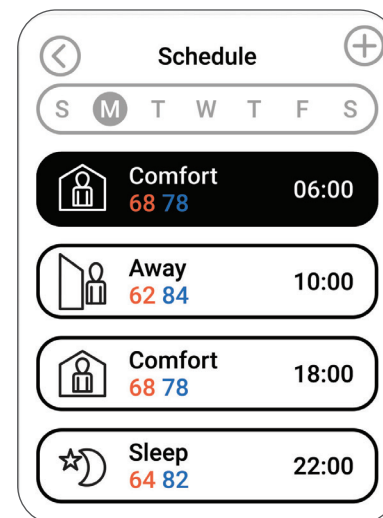 Schedule
S M T W T F S
Comfort
68 78 06:00
Away
62 84 10:00
Comfort
68 78 18:00
Sleep
64 82 22:00